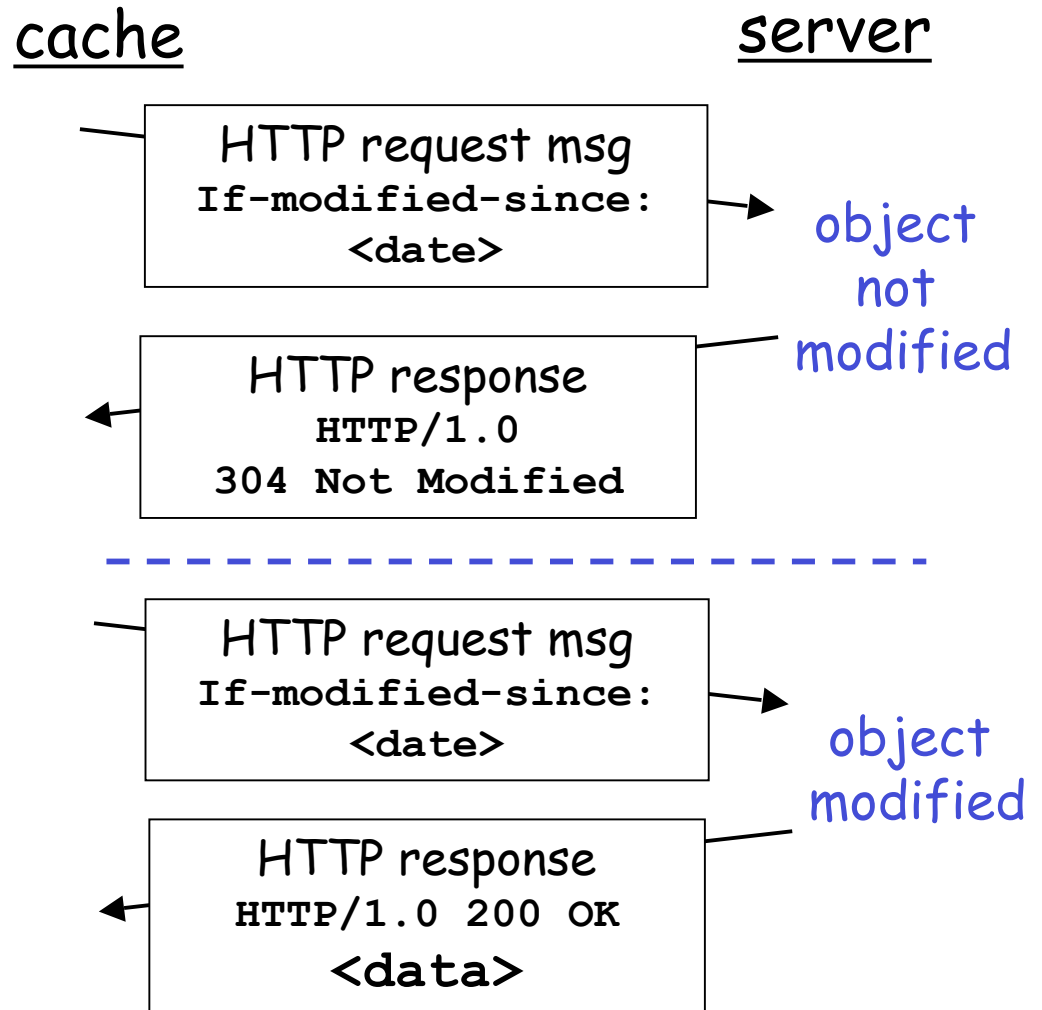 cache
server
HTTP request msg
If-modified-since:
<date>
object
not
modified
HTTP response
HTTP/1.0
304 Not Modified
HTTP request msg
If-modified-since:
<date>
object
modified
HTTP response
HTTP/1.0 200 OK
<data>